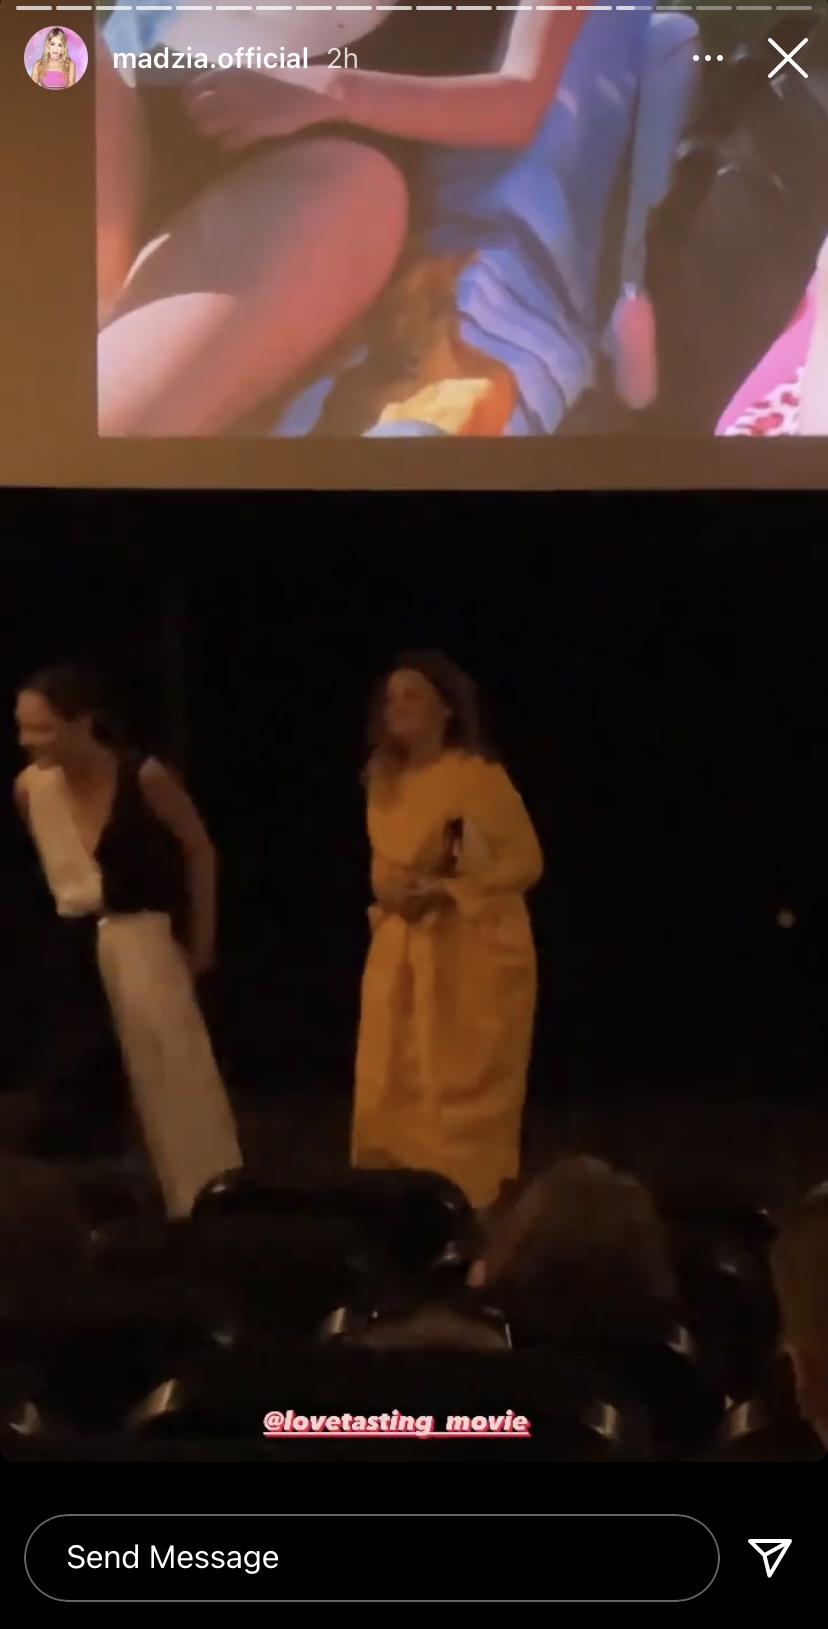 madzia.official 2h
@lovetasting_movie
Send Message